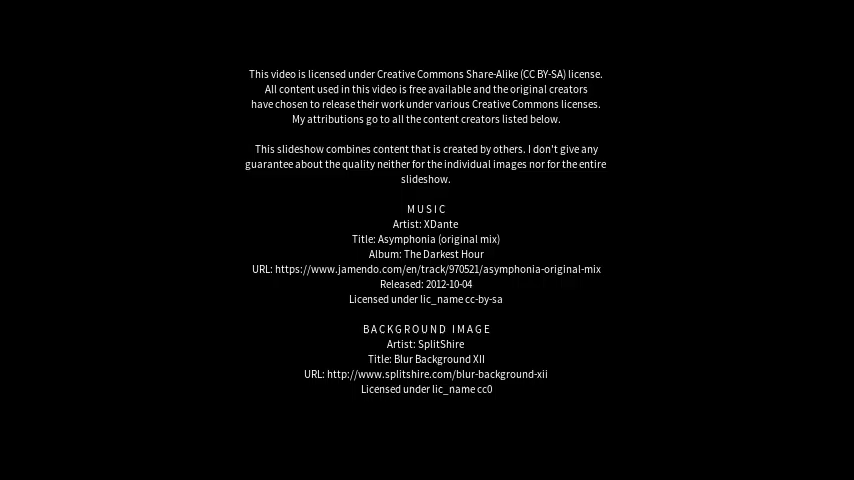 This video is licensed under Creative Commons Share-Alike (CC BY-SA) license.
All content used in this video is free available and the original creators
have chosen to release their work under various Creative Commons licenses.
My attributions go to all the content creators listed below.
This slideshow combines content that is created by others. I don't give any
guarantee about the quality neither for the individual images nor for the entire
slideshow.
MUSIC
Artist: XDante
Title: Asymphonia (original mix)
Album: The Darkest Hour
URL: https://www.jamendo.com/en/track/970521/asymphonia-original-mix
Released: 2012-10-04
Licensed under lic_name cc-by-sa
BACKGROUND IMAGE
Artist: SplitShire
Title: Blur Background XII
URL: http://www.splitshire.com/blur-background-xii
Licensed under lic_name cc0